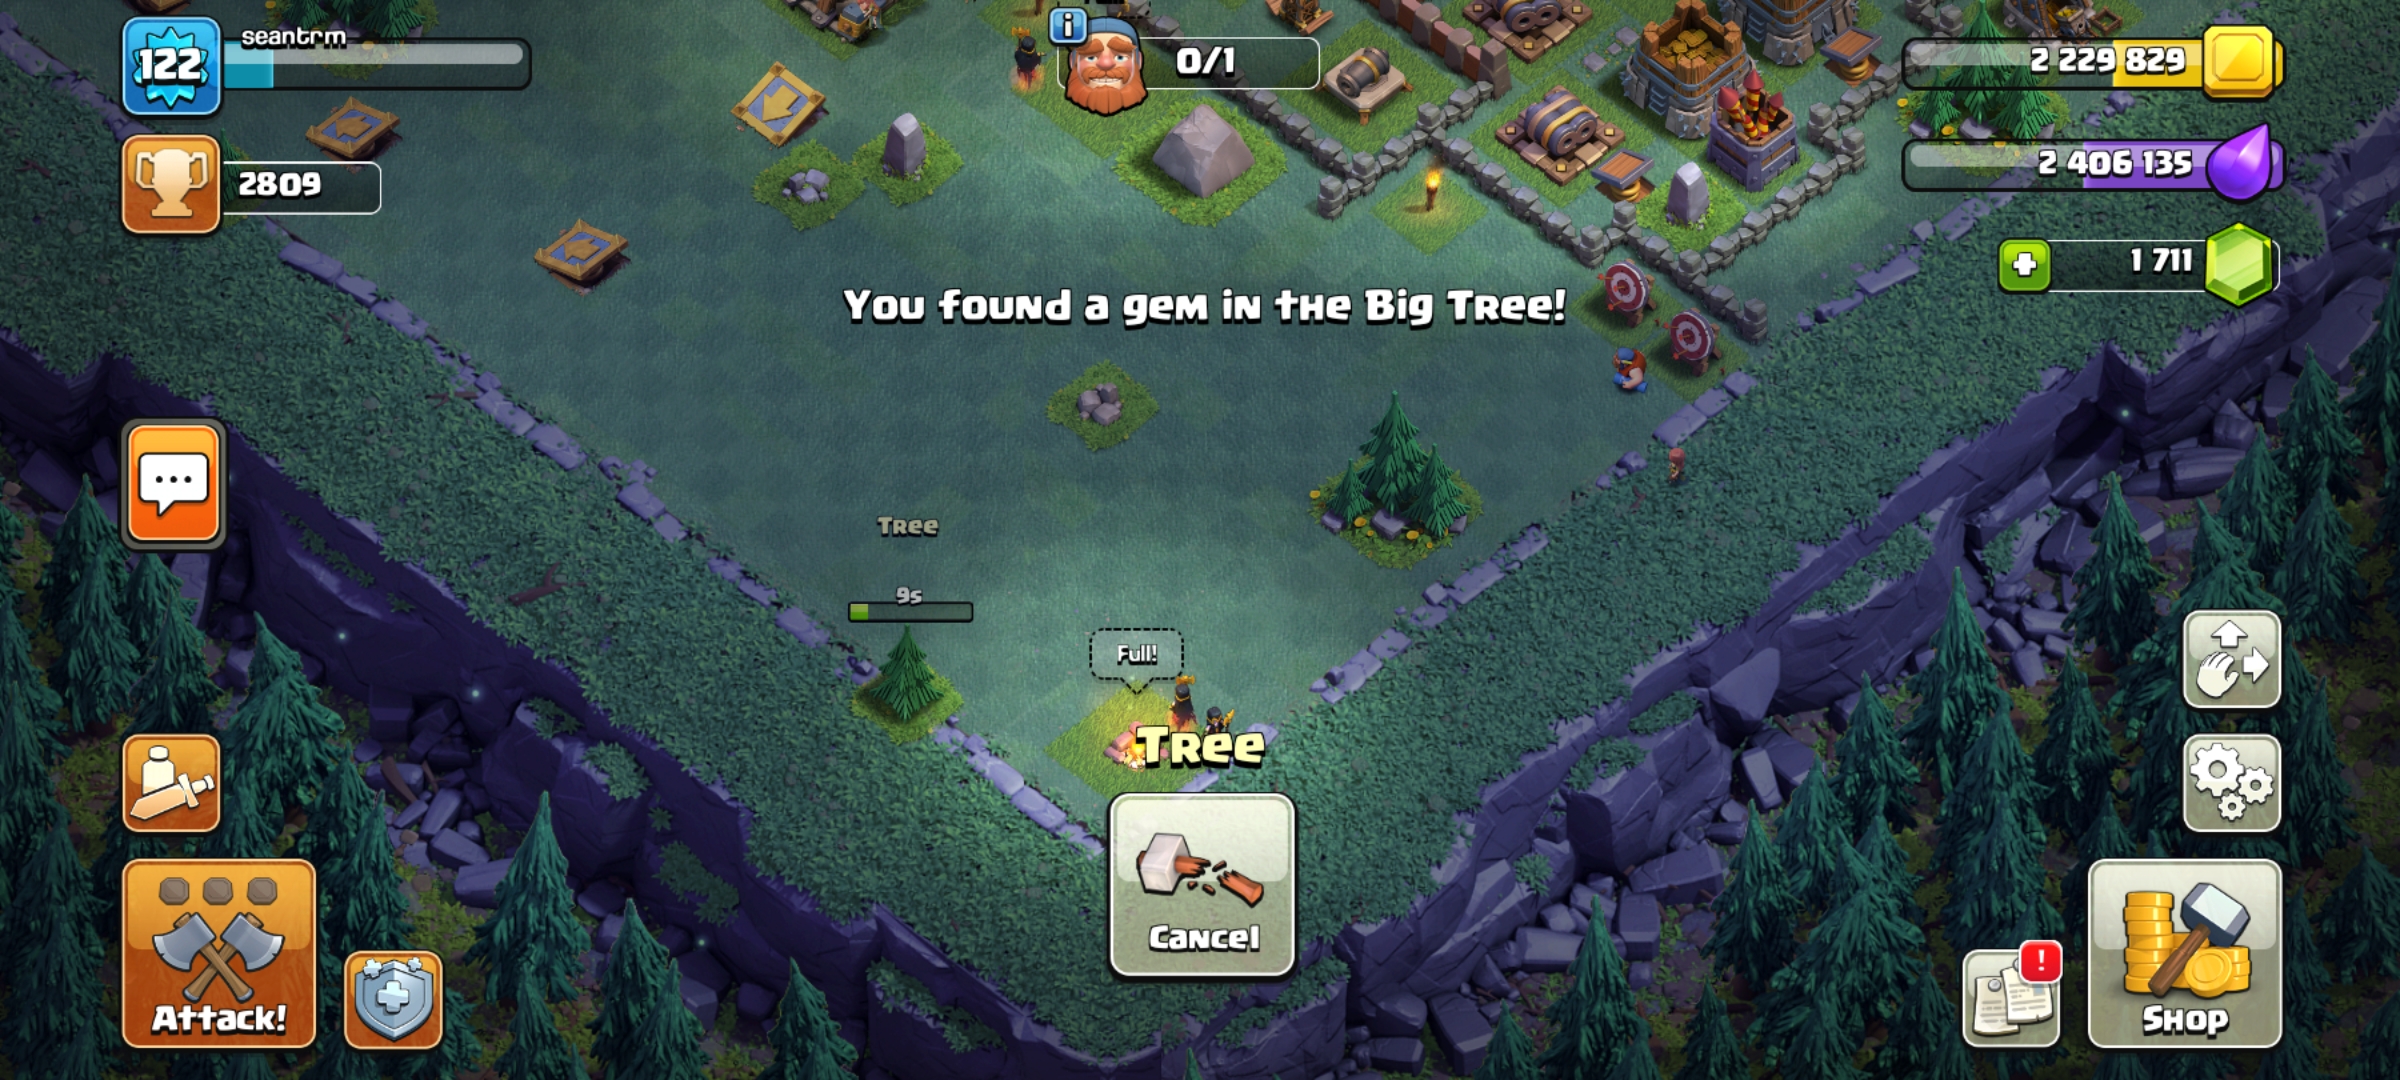 122
seantrm
0/1
2 229 829
2809
2 406 135
1 711
You found a gem in the Big Tree!
Tree
9s
Full!
Tree
Cancel
Attack!
!
Shop